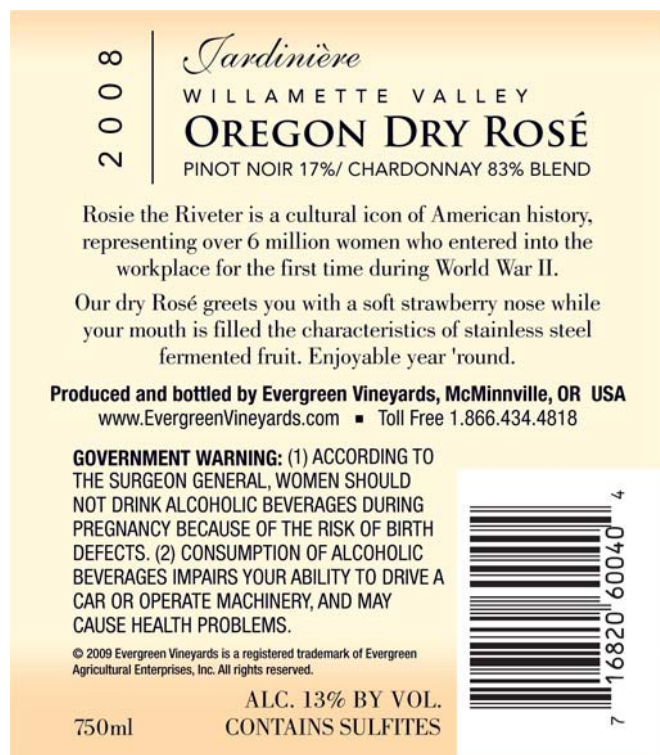 2008
Jardinière
WILLAMETTE VALLEY
OREGON DRY ROSÉ
PINOT NOIR 17%/ CHARDONNAY 83% BLEND
Rosie the Riveter is a cultural icon of American history,
representing over 6 million women who entered into the
workplace for the first time during World War II.
Our dry Rosé greets you with a soft strawberry nose while
your mouth is filled the characteristics of stainless steel
fermented fruit. Enjoyable year 'round.
Produced and bottled by Evergreen Vineyards, McMinnville, OR USA
www.EvergreenVineyards.com ▪ Toll Free 1.866.434.4818
GOVERNMENT WARNING: (1) ACCORDING TO
THE SURGEON GENERAL, WOMEN SHOULD
NOT DRINK ALCOHOLIC BEVERAGES DURING
PREGNANCY BECAUSE OF THE RISK OF BIRTH
DEFECTS. (2) CONSUMPTION OF ALCOHOLIC
BEVERAGES IMPAIRS YOUR ABILITY TO DRIVE A
CAR OR OPERATE MACHINERY, AND MAY
CAUSE HEALTH PROBLEMS.
© 2009 Evergreen Vineyards is a registered trademark of Evergreen
Agricultural Enterprises, Inc. All rights reserved.
ALC. 13% BY VOL.
750ml CONTAINS SULFITES
7 16820 60040 4